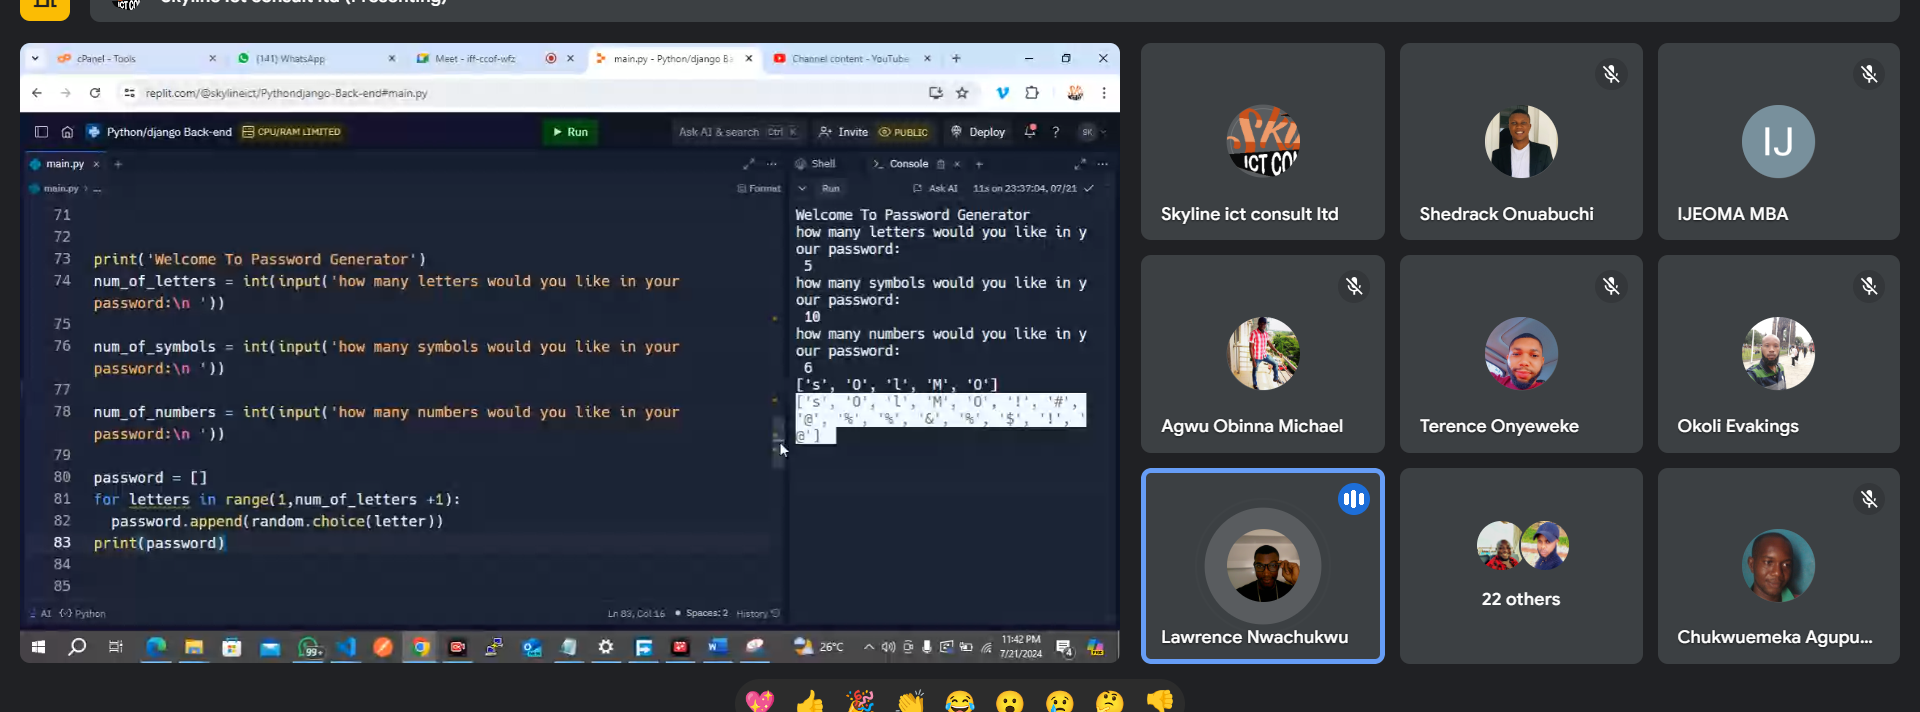 Skyline ict consult ltd (Presenting)
cPanel - Tools
(141) WhatsApp
Meet - iff-ccof-wfz
main.py - Python/django Ba
Channel content - YouTube
replit.com/@skylineict/Pythondjango-Back-end#main.py
Python/django Back-end
CPU/RAM LIMITED
Run
Ask AI & search Ctrl K
Invite
PUBLIC
Deploy
?
SK
main.py
main.py > ...
Format
71
72
73 print('Welcome To Password Generator')
74 num_of_letters = int(input('how many letters would you like in your
password:\n '))
75
76 num_of_symbols = int(input('how many symbols would you like in your
password:\n '))
77
78 num_of_numbers = int(input('how many numbers would you like in your
password:\n '))
79
80 password = []
81 for letters in range(1,num_of_letters +1):
82 password.append(random.choice(letter))
83 print(password)
84
85
AI {·} Python
Ln 83, Col 16 • Spaces: 2 History
Shell
Console
Run
Ask AI
11s on 23:37:04, 07/21
Welcome To Password Generator
how many letters would you like in y
our password:
5
how many symbols would you like in y
our password:
10
how many numbers would you like in y
our password:
6
['s', 'O', 'l', 'M', 'O']
['s', 'O', 'l', 'M', 'O', '!', '#',
'@', '%', '%', '&', '%', '$', '!', '
@']
99+
26°C
11:42 PM
7/21/2024
4
SKY
ICT CON
Skyline ict consult ltd
Shedrack Onuabuchi
IJ
IJEOMA MBA
Agwu Obinna Michael
Terence Onyeweke
Okoli Evakings
Lawrence Nwachukwu
22 others
Chukwuemeka Agupu...